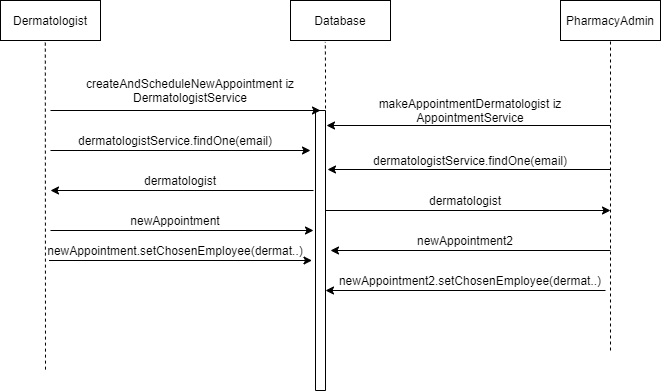 Dermatologist
Database
PharmacyAdmin
createAndScheduleNewAppointment iz
DermatologistService
makeAppointmentDermatologist iz
AppointmentService
dermatologistService.findOne(email)
dermatologistService.findOne(email)
dermatologist
dermatologist
newAppointment
newAppointment2
newAppointment.setChosenEmployee(dermat..)
newAppointment2.setChosenEmployee(dermat..)